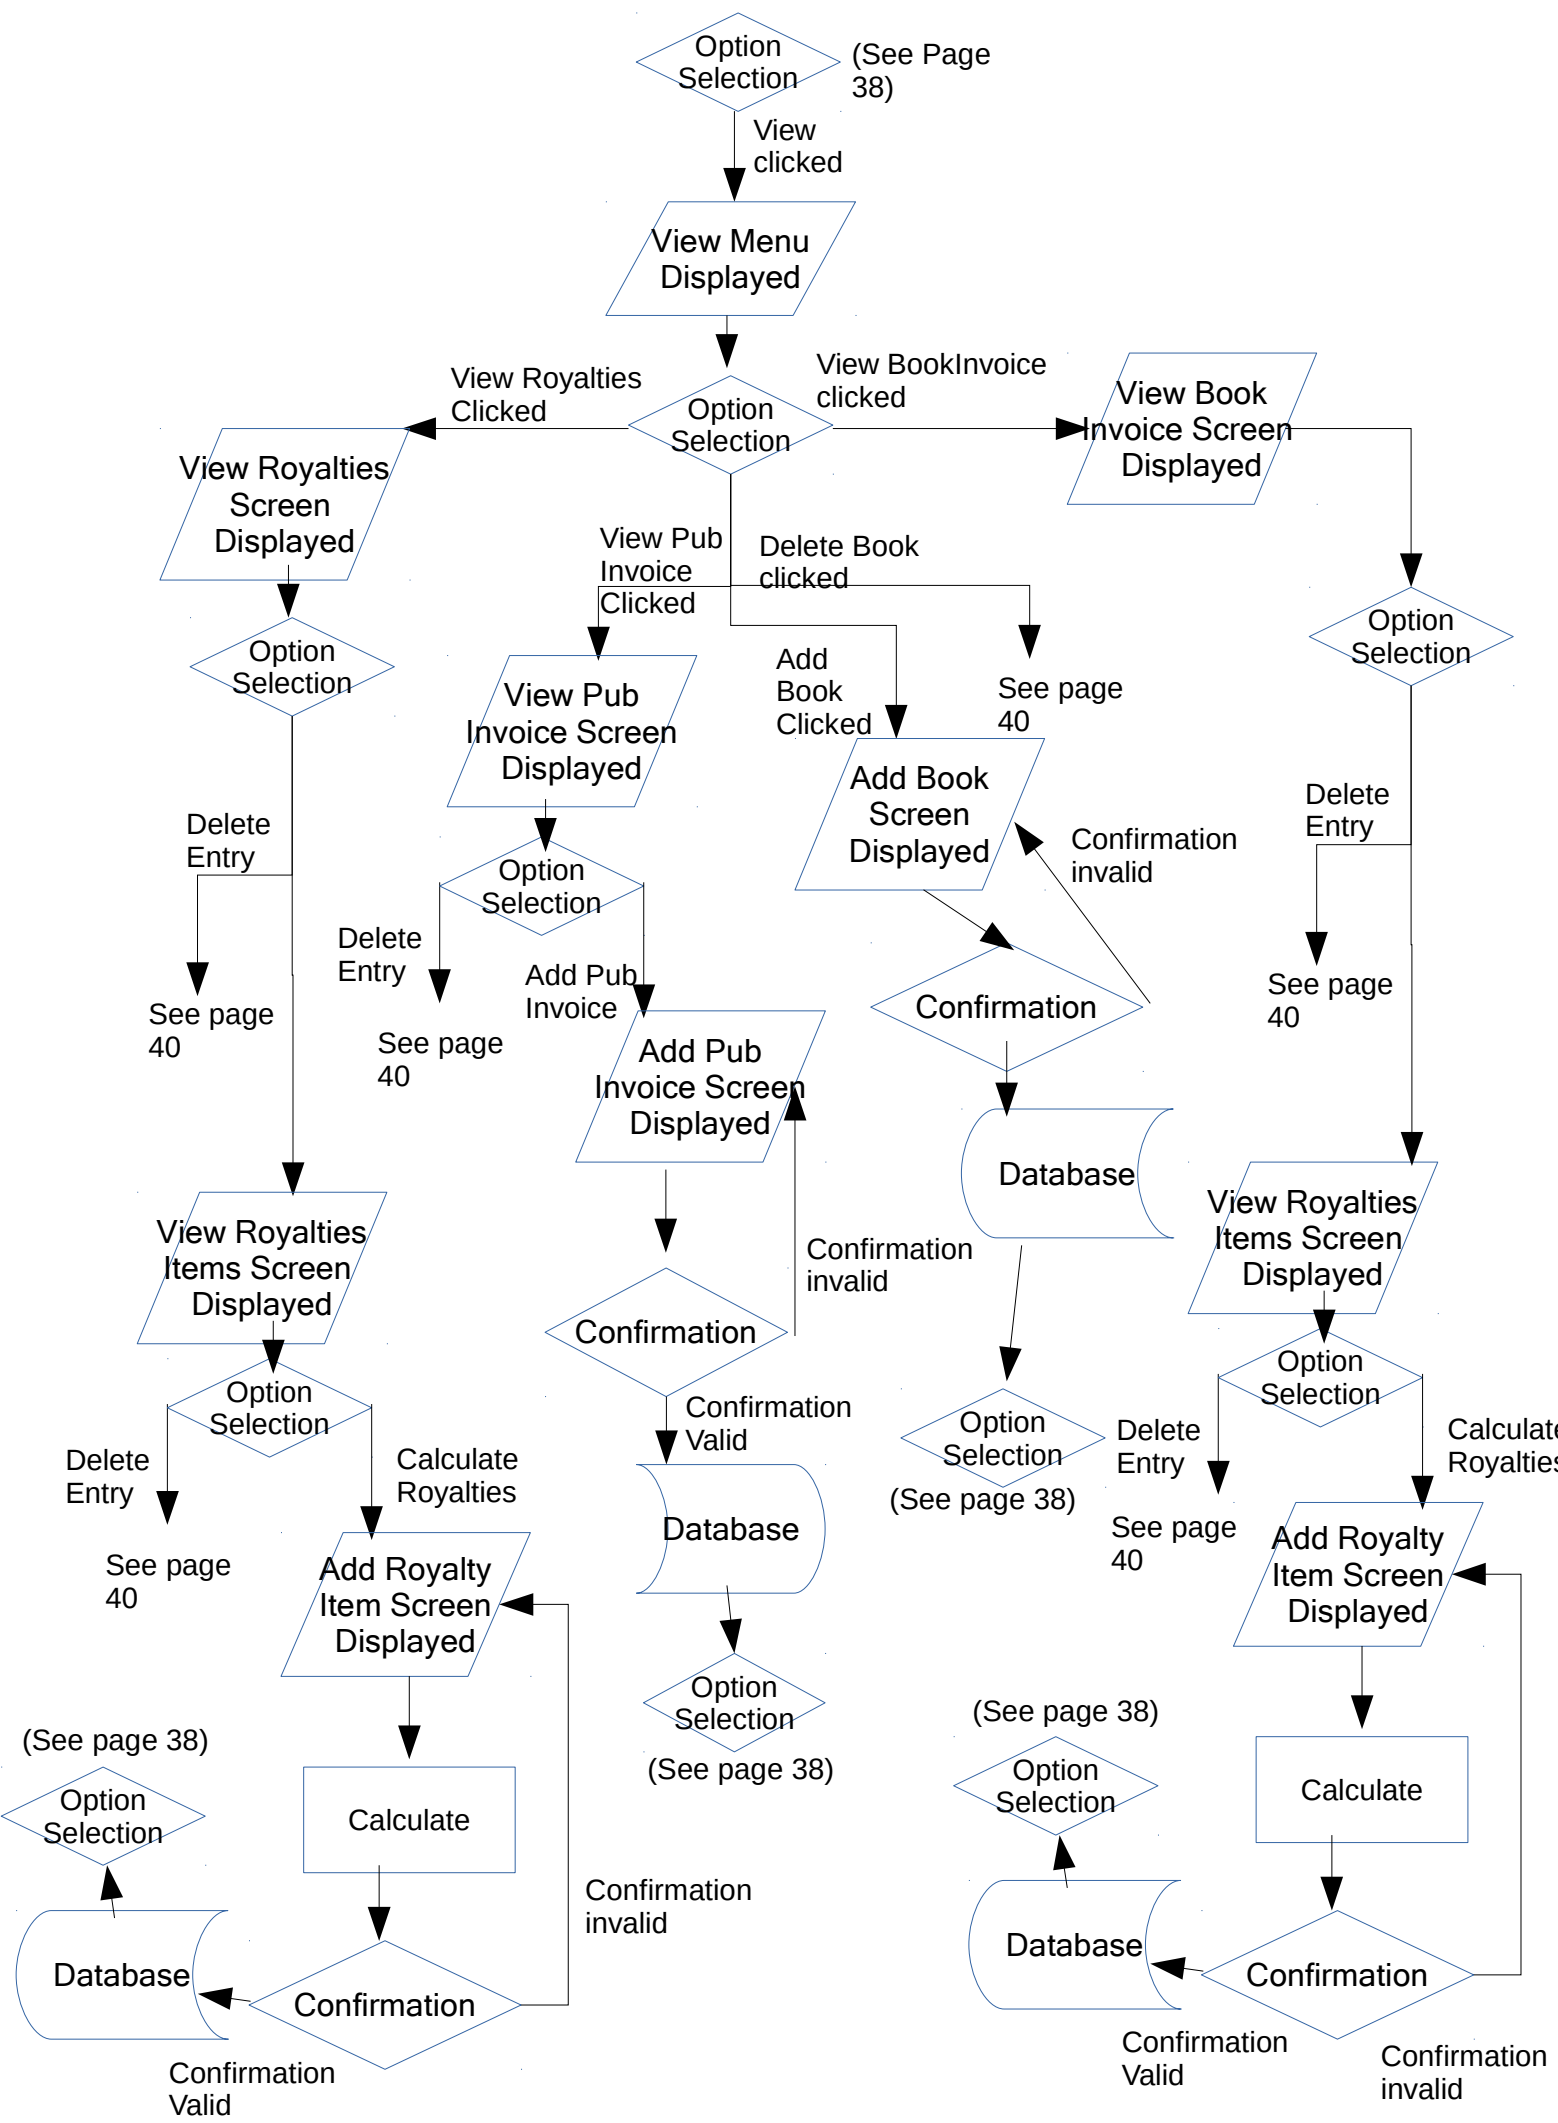 Option
Selection
(See Page
38)
View
clicked
View Menu
Displayed
View Royalties
Clicked
Option
Selection
View BookInvoice
clicked
View Book
Invoice Screen
Displayed
View Royalties
Screen
Displayed
View Pub
Invoice
Clicked
Delete Book
clicked
Option
Selection
Option
Selection
View Pub
Invoice Screen
Displayed
Add
Book
Clicked
See page
40
Add Book
Screen
Displayed
Delete
Entry
Delete
Entry
Confirmation
invalid
Option
Selection
Delete
Entry
Add Pub
Invoice
See page
40
See page
40
Confirmation
See page
40
Add Pub
Invoice Screen
Displayed
Database
View Royalties
Items Screen
Displayed
View Royalties
Items Screen
Displayed
Confirmation
invalid
Confirmation
Option
Selection
Option
Selection
Confirmation
Valid
Option
Selection
(See page 38)
Delete
Entry
Calculate
Royalties
Delete
Entry
Calculate
Royalties
See page
40
Add Royalty
Item Screen
Displayed
Database
See page
40
Add Royalty
Item Screen
Displayed
Option
Selection
(See page 38)
(See page 38)
Option
Selection
Calculate
(See page 38)
Option
Selection
Calculate
Confirmation
invalid
Database
Confirmation
Database
Confirmation
Confirmation
Valid
Confirmation
Valid
Confirmation
invalid